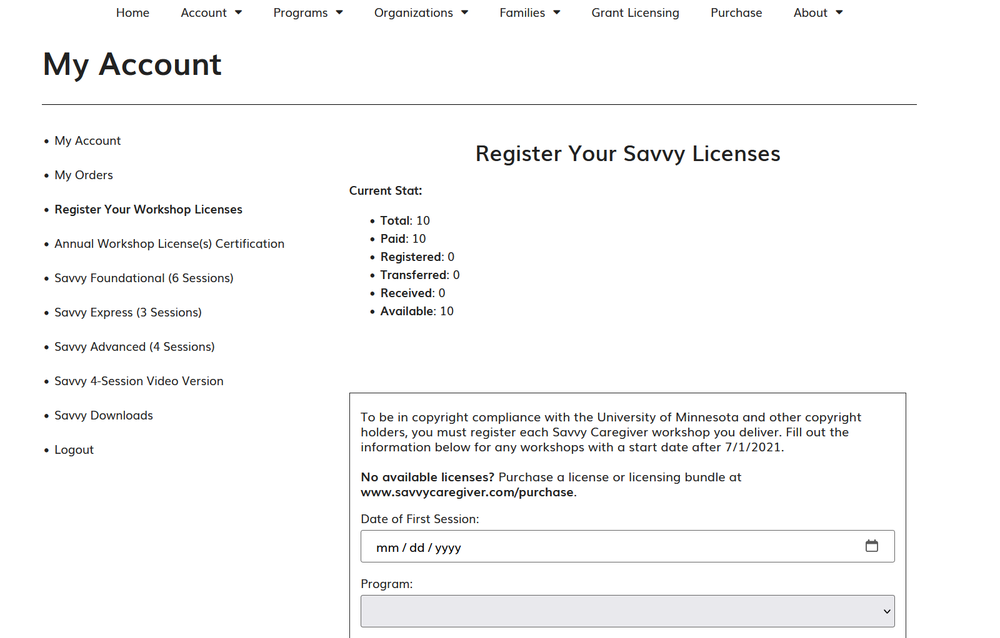 Home Account Programs Organizations Families Grant Licensing Purchase About
My Account
• My Account
• My Orders
• Register Your Workshop Licenses
• Annual Workshop License(s) Certification
• Savvy Foundational (6 Sessions)
• Savvy Express (3 Sessions)
• Savvy Advanced (4 Sessions)
• Savvy 4-Session Video Version
• Savvy Downloads
• Logout
Register Your Savvy Licenses
Current Stat:
• Total: 10
• Paid: 10
• Registered: 0
• Transferred: 0
• Received: 0
• Available: 10
To be in copyright compliance with the University of Minnesota and other copyright
holders, you must register each Savvy Caregiver workshop you deliver. Fill out the
information below for any workshops with a start date after 7/1/2021.
No available licenses? Purchase a license or licensing bundle at
www.savvycaregiver.com/purchase.
Date of First Session:
mm / dd / yyyy
Program: